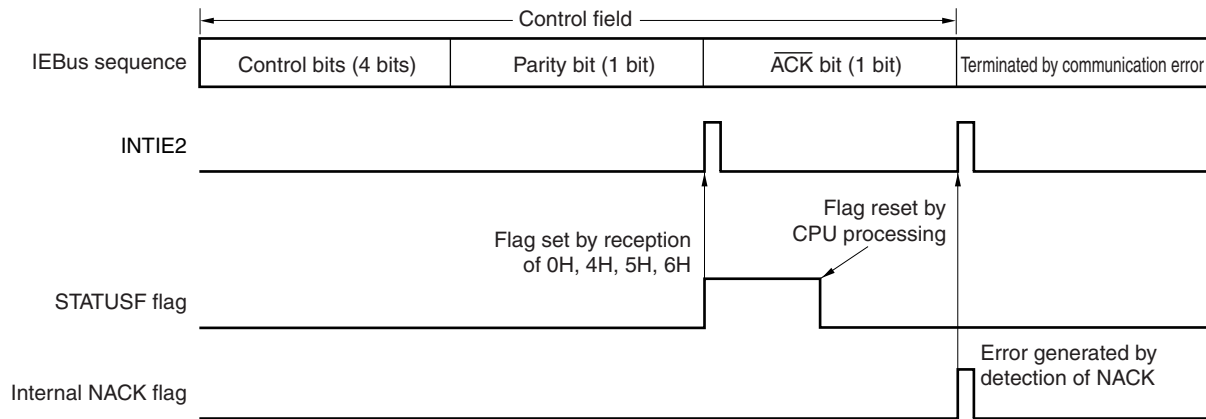 Control field
IEBus sequence
Control bits (4 bits)
Parity bit (1 bit)
ACK bit (1 bit)
Terminated by communication error
INTIE2
Flag set by reception
of 0H, 4H, 5H, 6H
Flag reset by
CPU processing
STATUSF flag
Error generated by
detection of NACK
Internal NACK flag